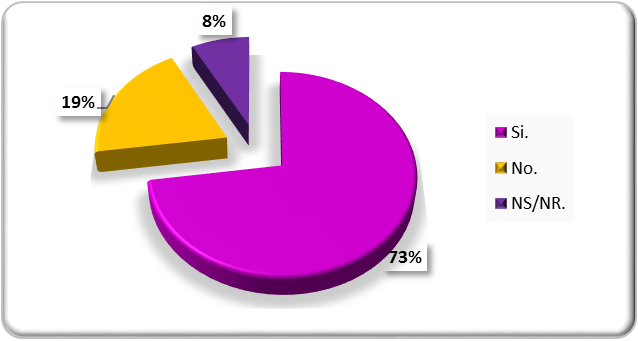 8%
19%
73%
Si.
No.
NS/NR.